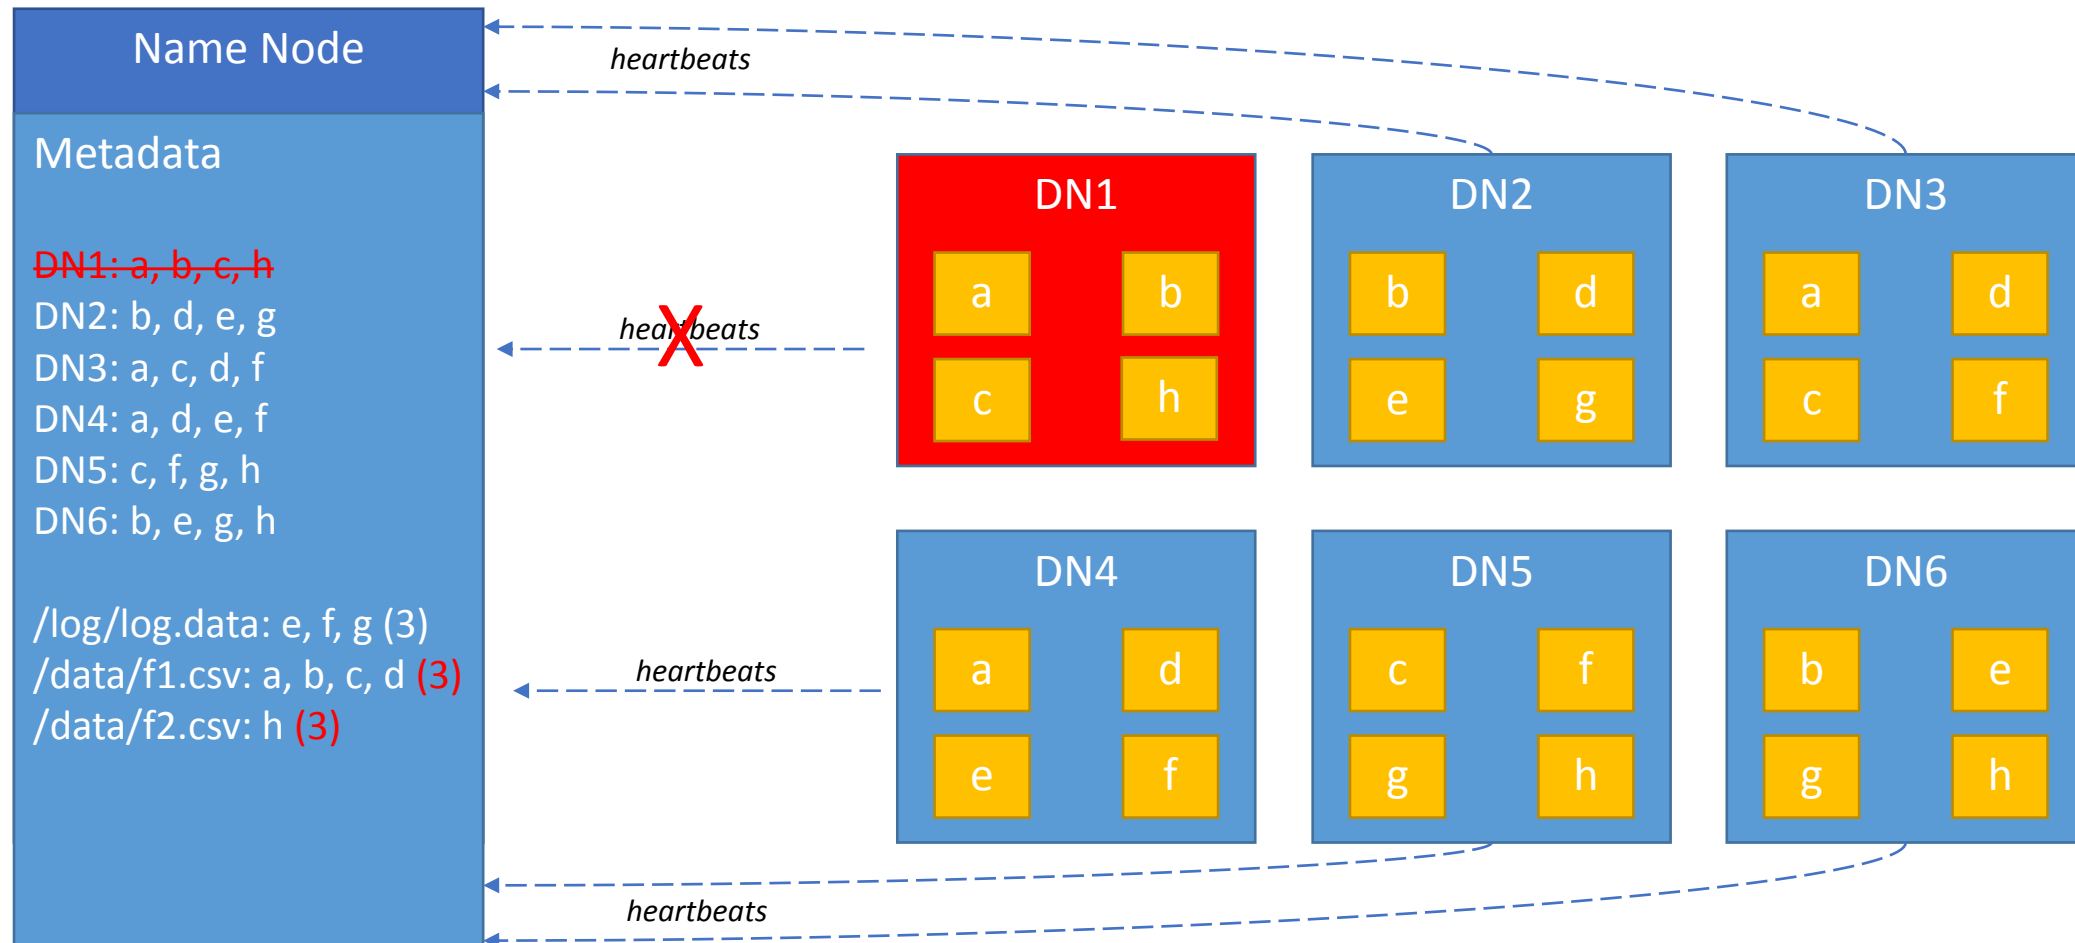 Name Node
Metadata
DN1: a, b, c, h
DN2: b, d, e, g
DN3: a, c, d, f
DN4: a, d, e, f
DN5: c, f, g, h
DN6: b, e, g, h
/log/log.data: e, f, g (3)
/data/f1.csv: a, b, c, d (3)
/data/f2.csv: h (3)
heartbeats
heartbeats
X
heartbeats
heartbeats
DN1
a b
c h
DN2
b d
e g
DN3
a d
c f
DN4
a d
e f
DN5
c f
g h
DN6
b e
g h